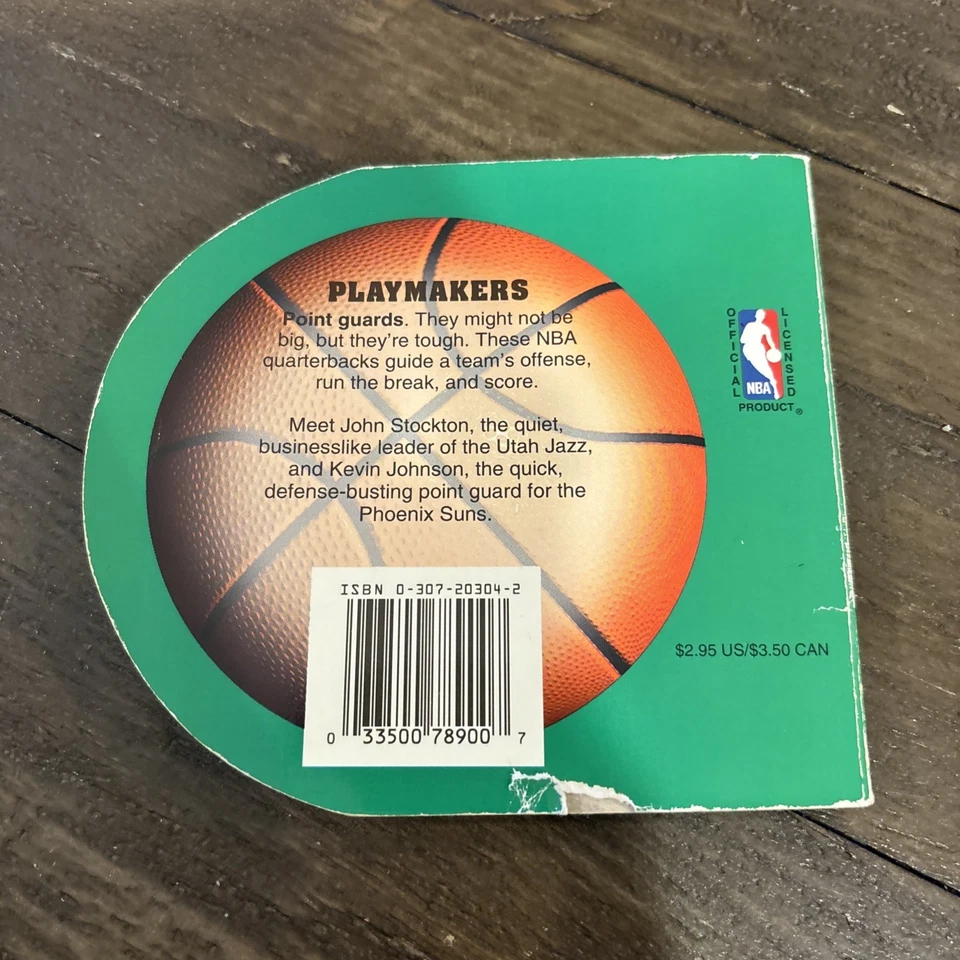 PLAYMAKERS
Point guards. They might not be
big, but they're tough. These NBA
quarterbacks guide a team's offense,
run the break, and score.
Meet John Stockton, the quiet,
businesslike leader of the Utah Jazz,
and Kevin Johnson, the quick,
defense-busting point guard for the
Phoenix Suns.
OFFICIAL
NBA
LICENSED
PRODUCT®
ISBN 0-307-20304-2
0 33500 78900 7
$2.95 US/$3.50 CAN